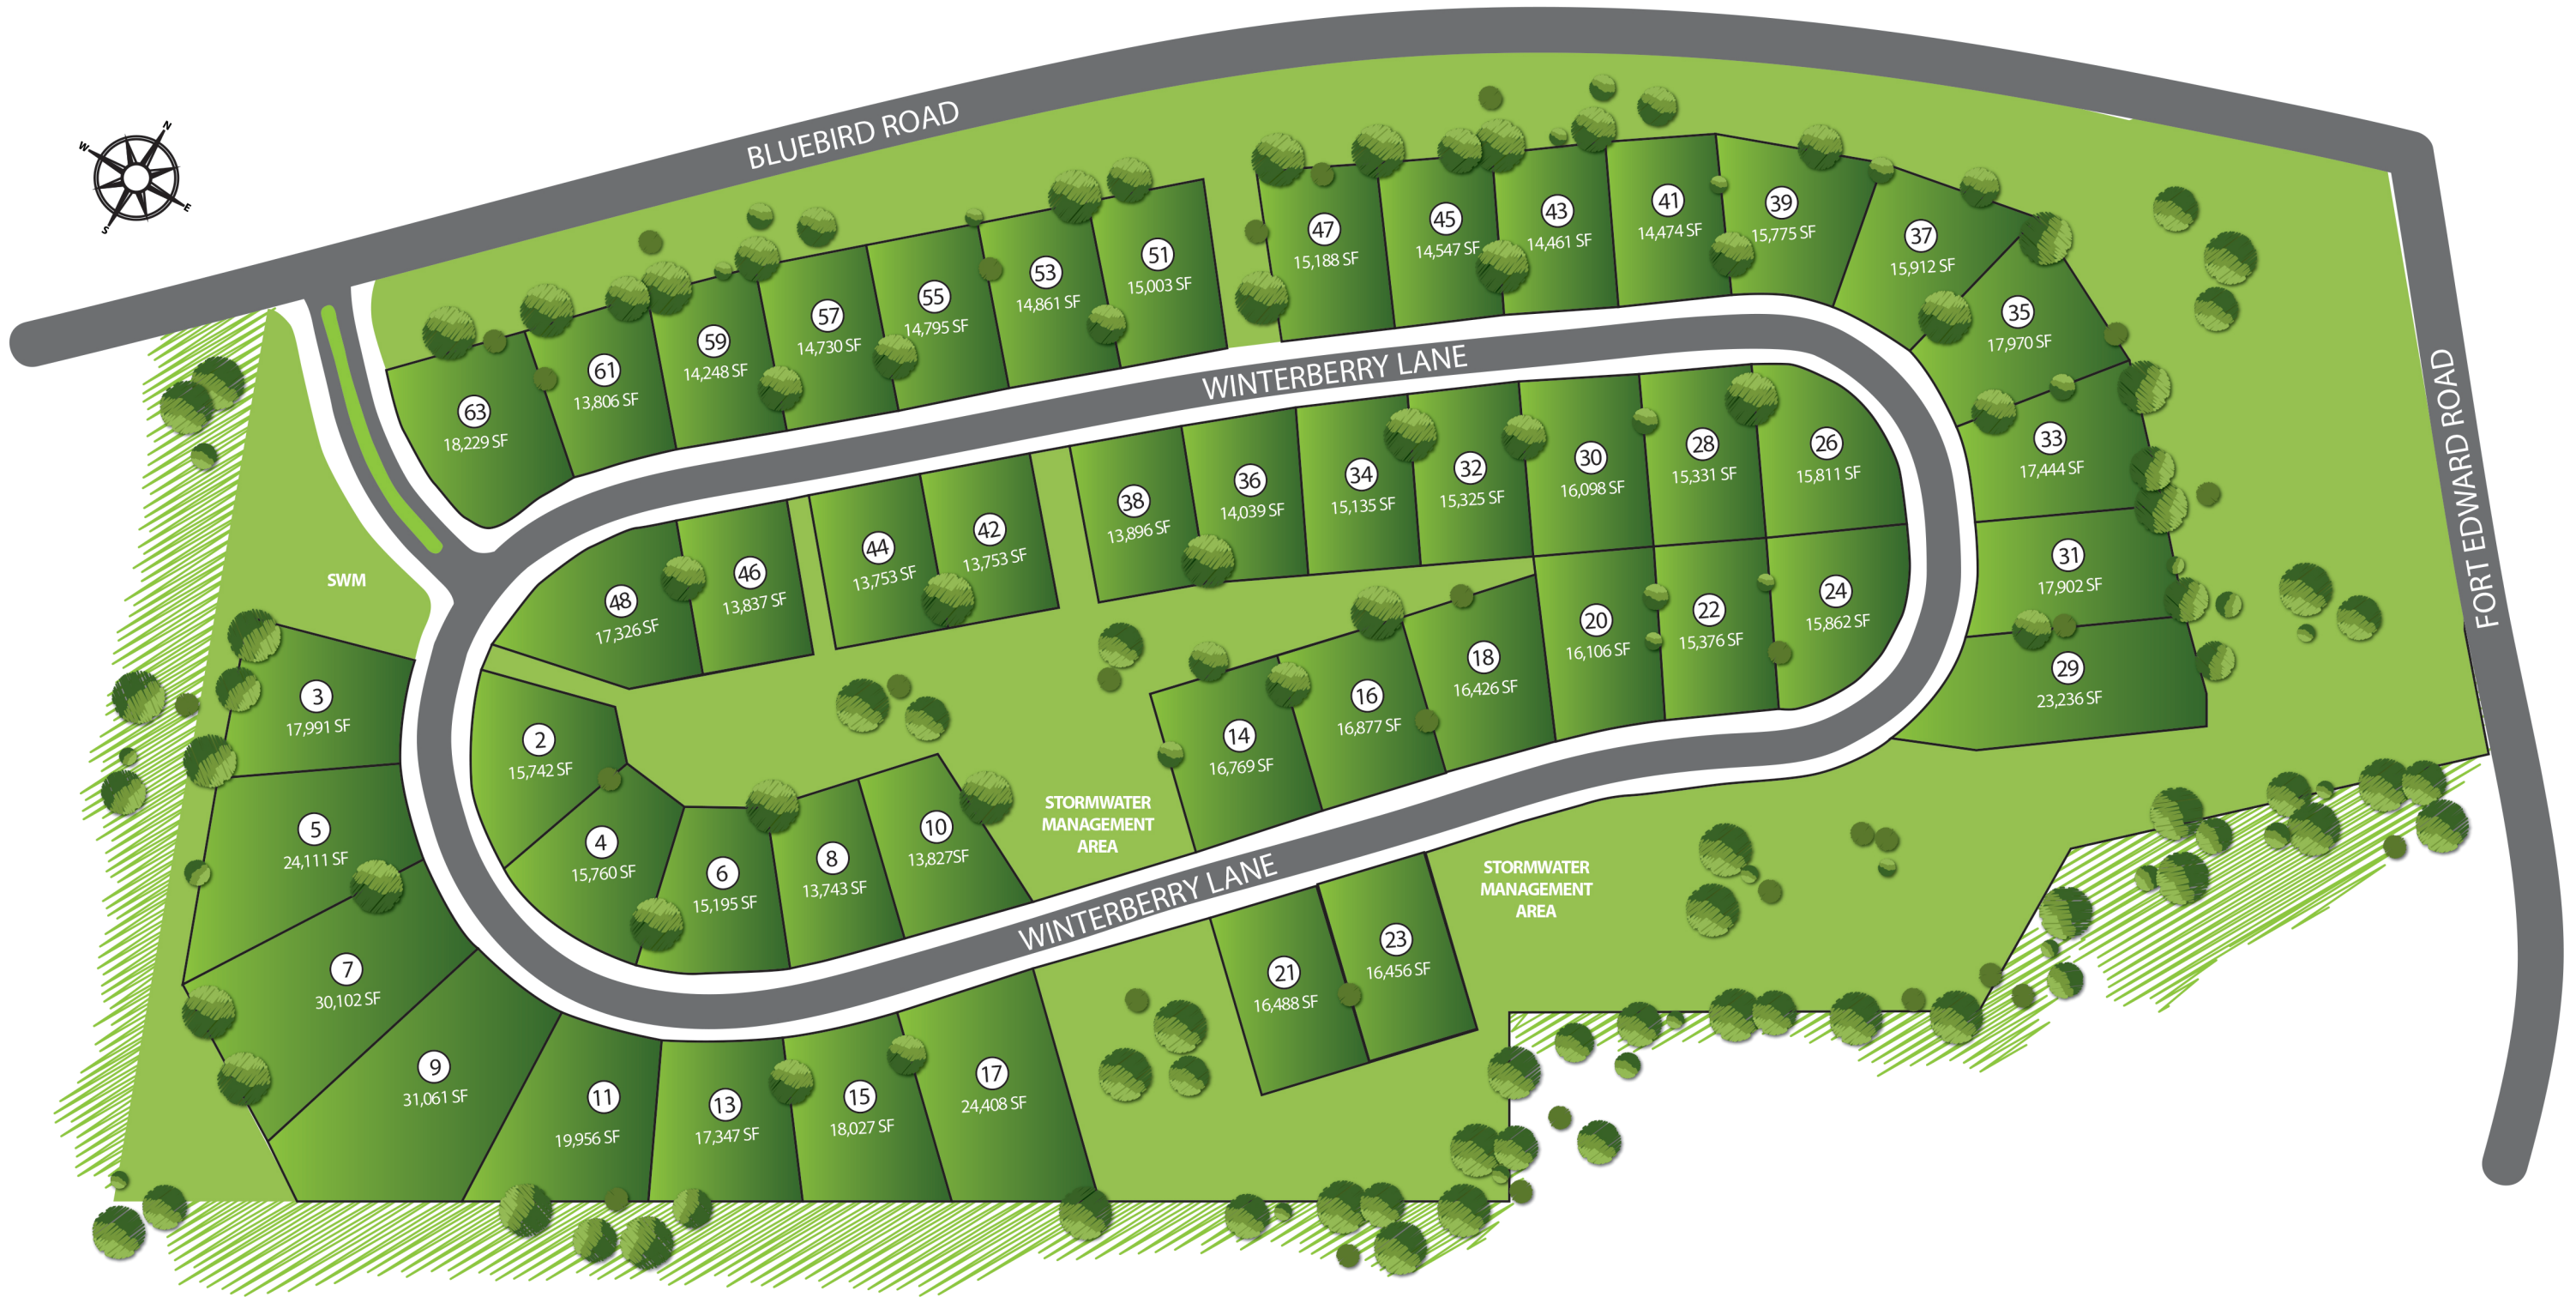 BLUEBIRD ROAD
N
W
E
S
47
15,188 SF
45
14,547 SF
43
14,461 SF
41
14,474 SF
39
15,775 SF
37
15,912 SF
35
17,970 SF
33
17,444 SF
31
17,902 SF
29
23,236 SF
FORT EDWARD ROAD
63
18,229 SF
61
13,806 SF
59
14,248 SF
57
14,730 SF
55
14,795 SF
53
14,861 SF
51
15,003 SF
WINTERBERRY LANE
48
17,326 SF
46
13,837 SF
44
13,753 SF
42
13,753 SF
38
13,896 SF
36
14,039 SF
34
15,135 SF
32
15,325 SF
30
16,098 SF
28
15,331 SF
26
15,811 SF
SWM
14
16,769 SF
16
16,877 SF
18
16,426 SF
20
16,106 SF
22
15,376 SF
24
15,862 SF
3
17,991 SF
5
24,111 SF
7
30,102 SF
9
31,061 SF
2
15,742 SF
4
15,760 SF
6
15,195 SF
8
13,743 SF
10
13,827SF
STORMWATER
MANAGEMENT
AREA
WINTERBERRY LANE
STORMWATER
MANAGEMENT
AREA
11
19,956 SF
13
17,347 SF
15
18,027 SF
17
24,408 SF
21
16,488 SF
23
16,456 SF